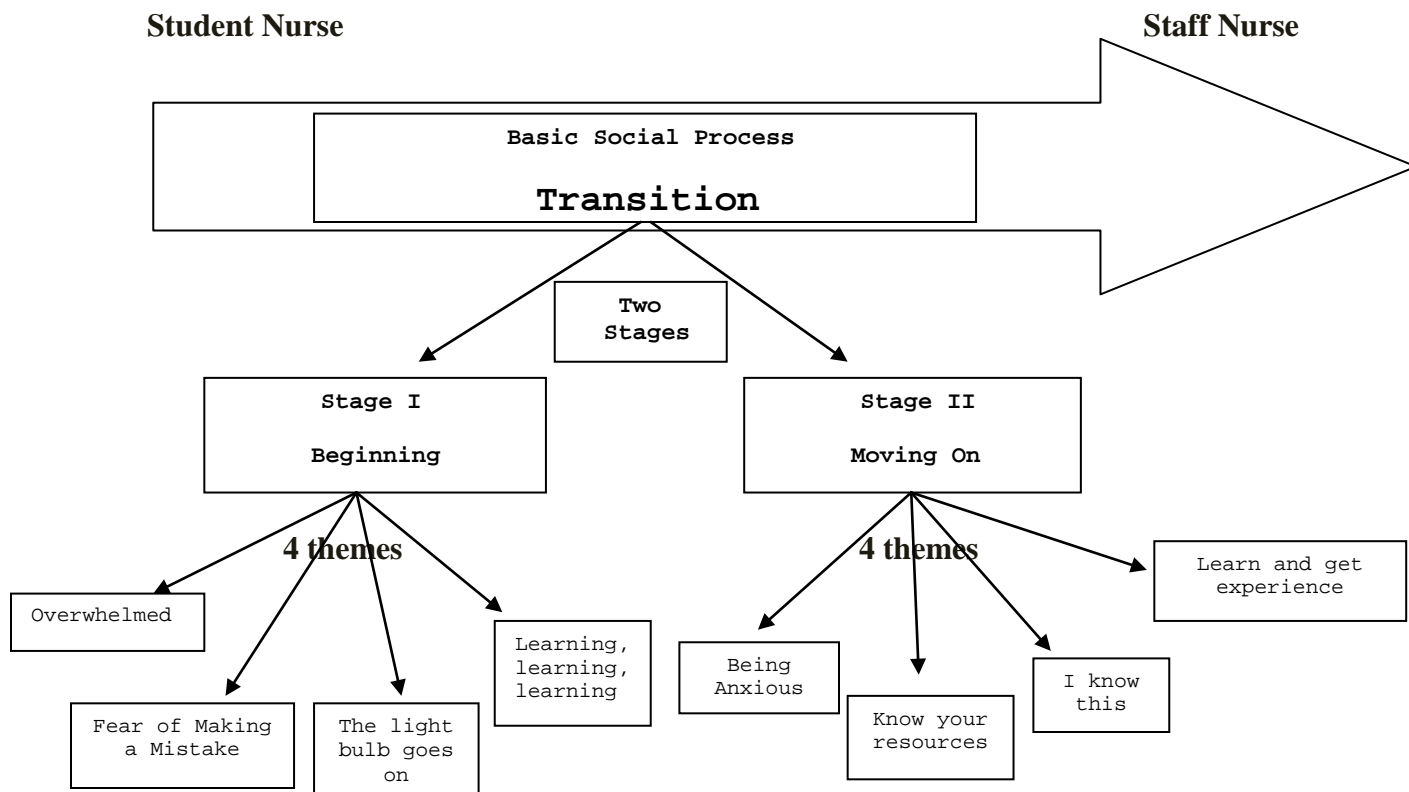 Student Nurse
Staff Nurse
Basic Social Process
Transition
Two
Stages
Stage I
Beginning
Stage II
Moving On
4 themes
4 themes
Overwhelmed
Fear of Making
a Mistake
The light
bulb goes
on
Learning,
learning,
learning
Being
Anxious
Know your
resources
I know
this
Learn and get
experience